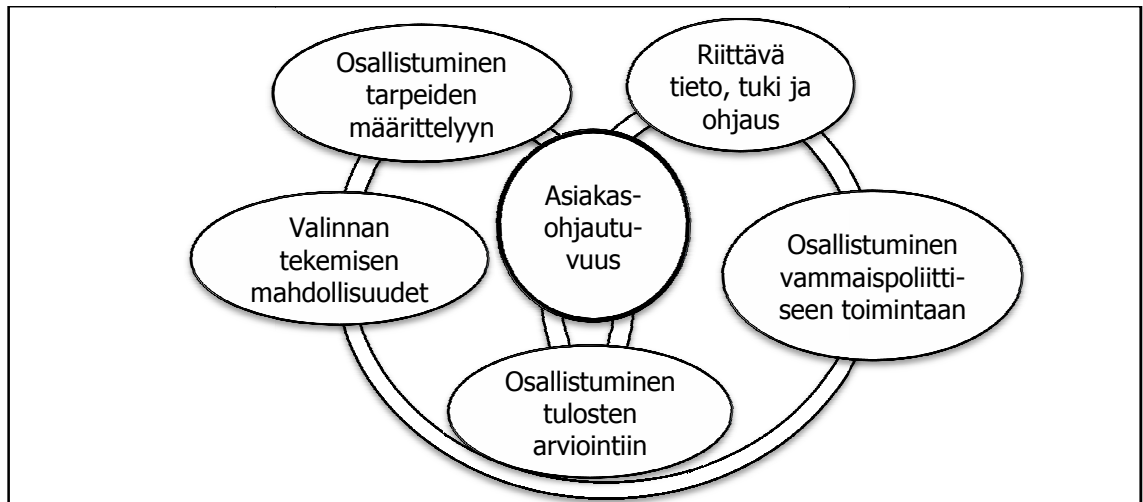 Osallistuminen
tarpeiden
määrittelyyn
Riittävä
tieto, tuki ja
ohjaus
Asiakas-
ohjautu-
vuus
Valinnan
tekemisen
mahdollisuudet
Osallistuminen
vammaispoliitti-
seen toimintaan
Osallistuminen
tulosten
arviointiin